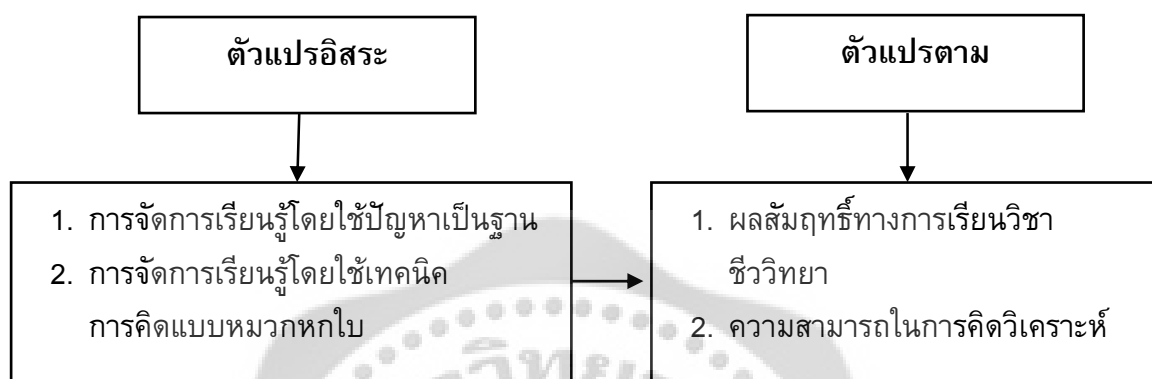 ตัวแปรอิสระ
ตัวแปรตาม
1. การจัดการเรียนรู้โดยใช้ปัญหาเป็นฐาน
2. การจัดการเรียนรู้โดยใช้เทคนิค
การคิดแบบหมวกหกใบ
1. ผลสัมฤทธิ์ทางการเรียนวิชา
ชีววิทยา
2. ความสามารถในการคิดวิเคราะห์